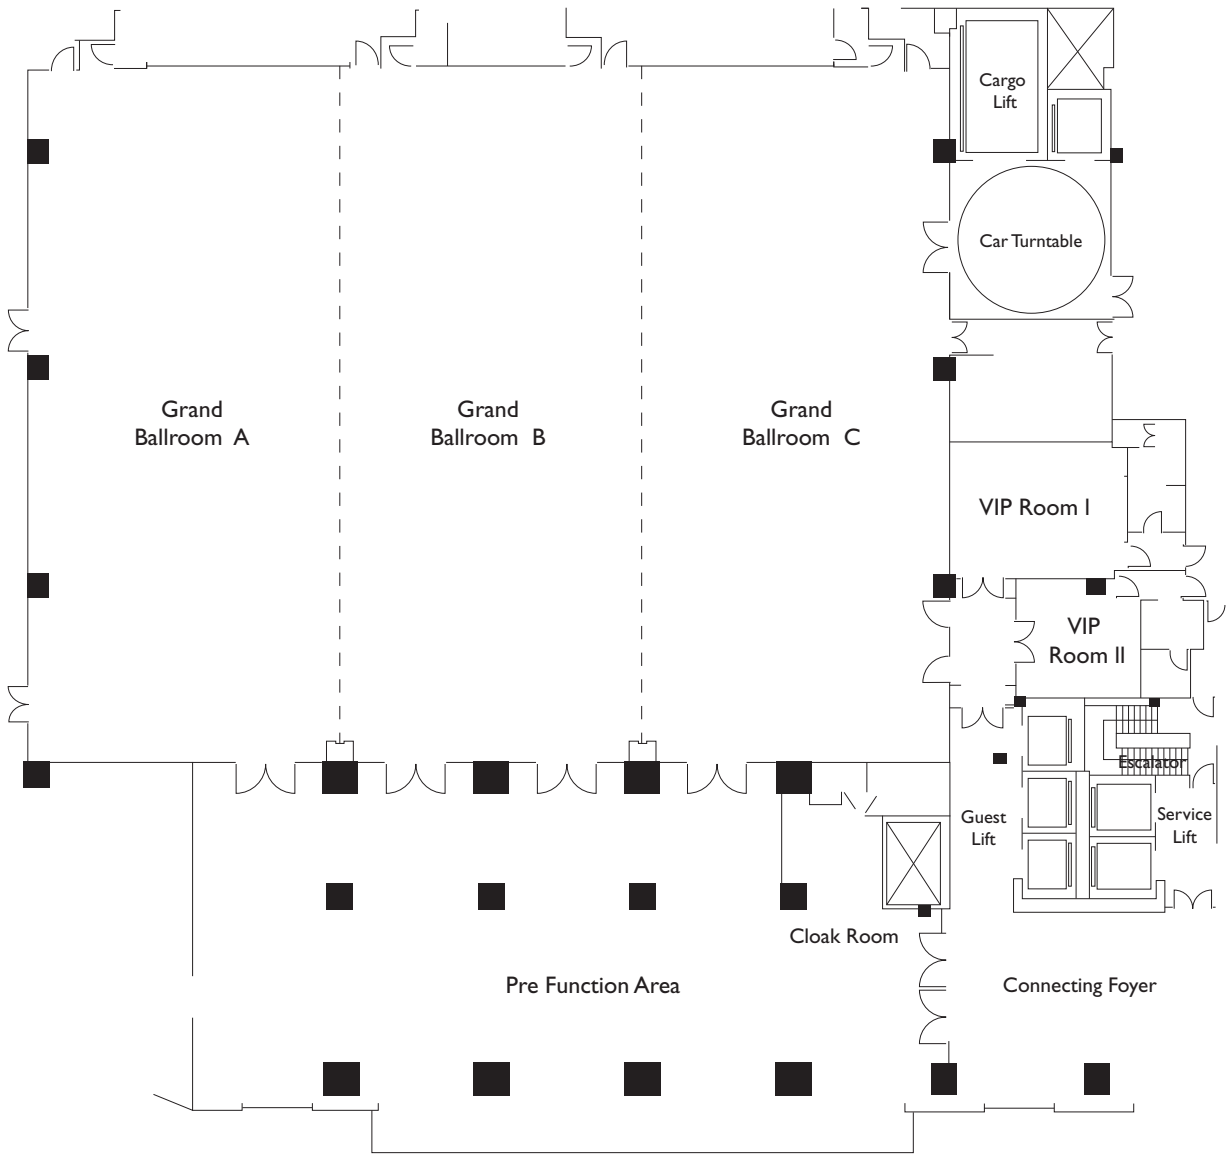 Cargo
Lift
Car Turntable
Grand
Ballroom A
Grand
Ballroom B
Grand
Ballroom C
VIP Room I
VIP
Room II
Escalator
Guest
Lift
Service
Lift
Cloak Room
Pre Function Area
Connecting Foyer